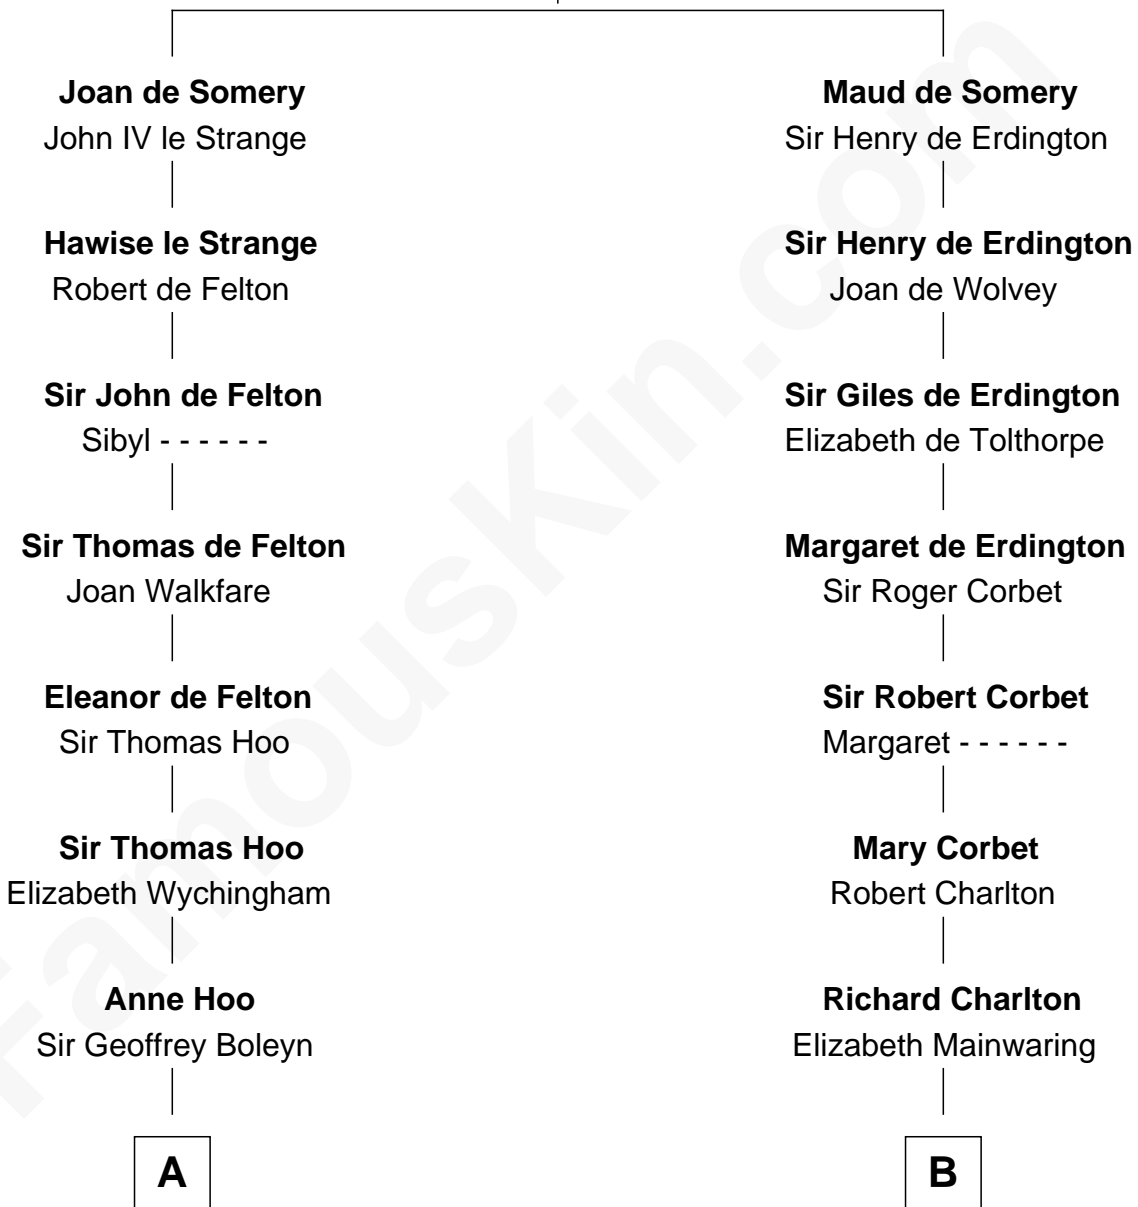 Joan de Somery
John IV le Strange
Hawise le Strange
Robert de Felton
Sir John de Felton
Sibyl - - - - - -
Sir Thomas de Felton
Joan Walkfare
Eleanor de Felton
Sir Thomas Hoo
Sir Thomas Hoo
Elizabeth Wychingham
Anne Hoo
Sir Geoffrey Boleyn
A
Maud de Somery
Sir Henry de Erdington
Sir Henry de Erdington
Joan de Wolvey
Sir Giles de Erdington
Elizabeth de Tolthorpe
Margaret de Erdington
Sir Roger Corbet
Sir Robert Corbet
Margaret - - - - - -
Mary Corbet
Robert Charlton
Richard Charlton
Elizabeth Mainwaring
B
FamousKin.com